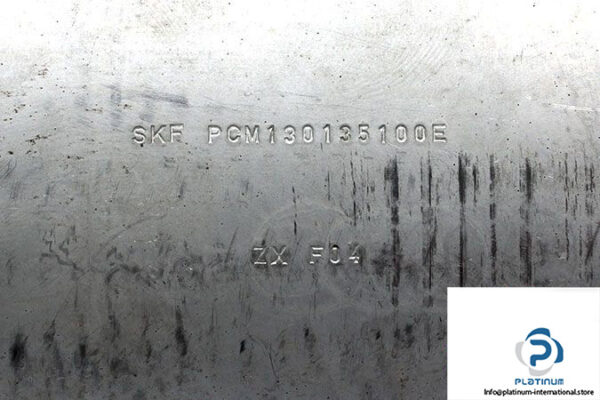 SKF PCM130135100E
ZX F04
PLATINUM
Info@platinum-international.store